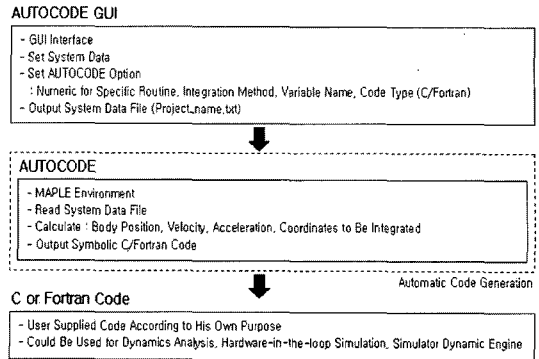 AUTOCODE GUI
- GUI Interface
- Set System Data
- Set AUTOCODE Option
: Numeric for Specific Routine, Integration Method, Variable Name, Code Type (C/Fortran)
- Output System Data File (Project_name.txt)
AUTOCODE
- MAPLE Environment
- Read System Data File
- Calculate : Body Position, Velocity, Acceleration, Coordinates to Be Integrated
- Output Symbolic C/Fortran Code
Automatic Code Generation
C or Fortran Code
- User Supplied Code According to His Own Purpose
- Could Be Used for Dynamics Analysis, Hardware-in-the-loop Simulation, Simulator Dynamic Engine